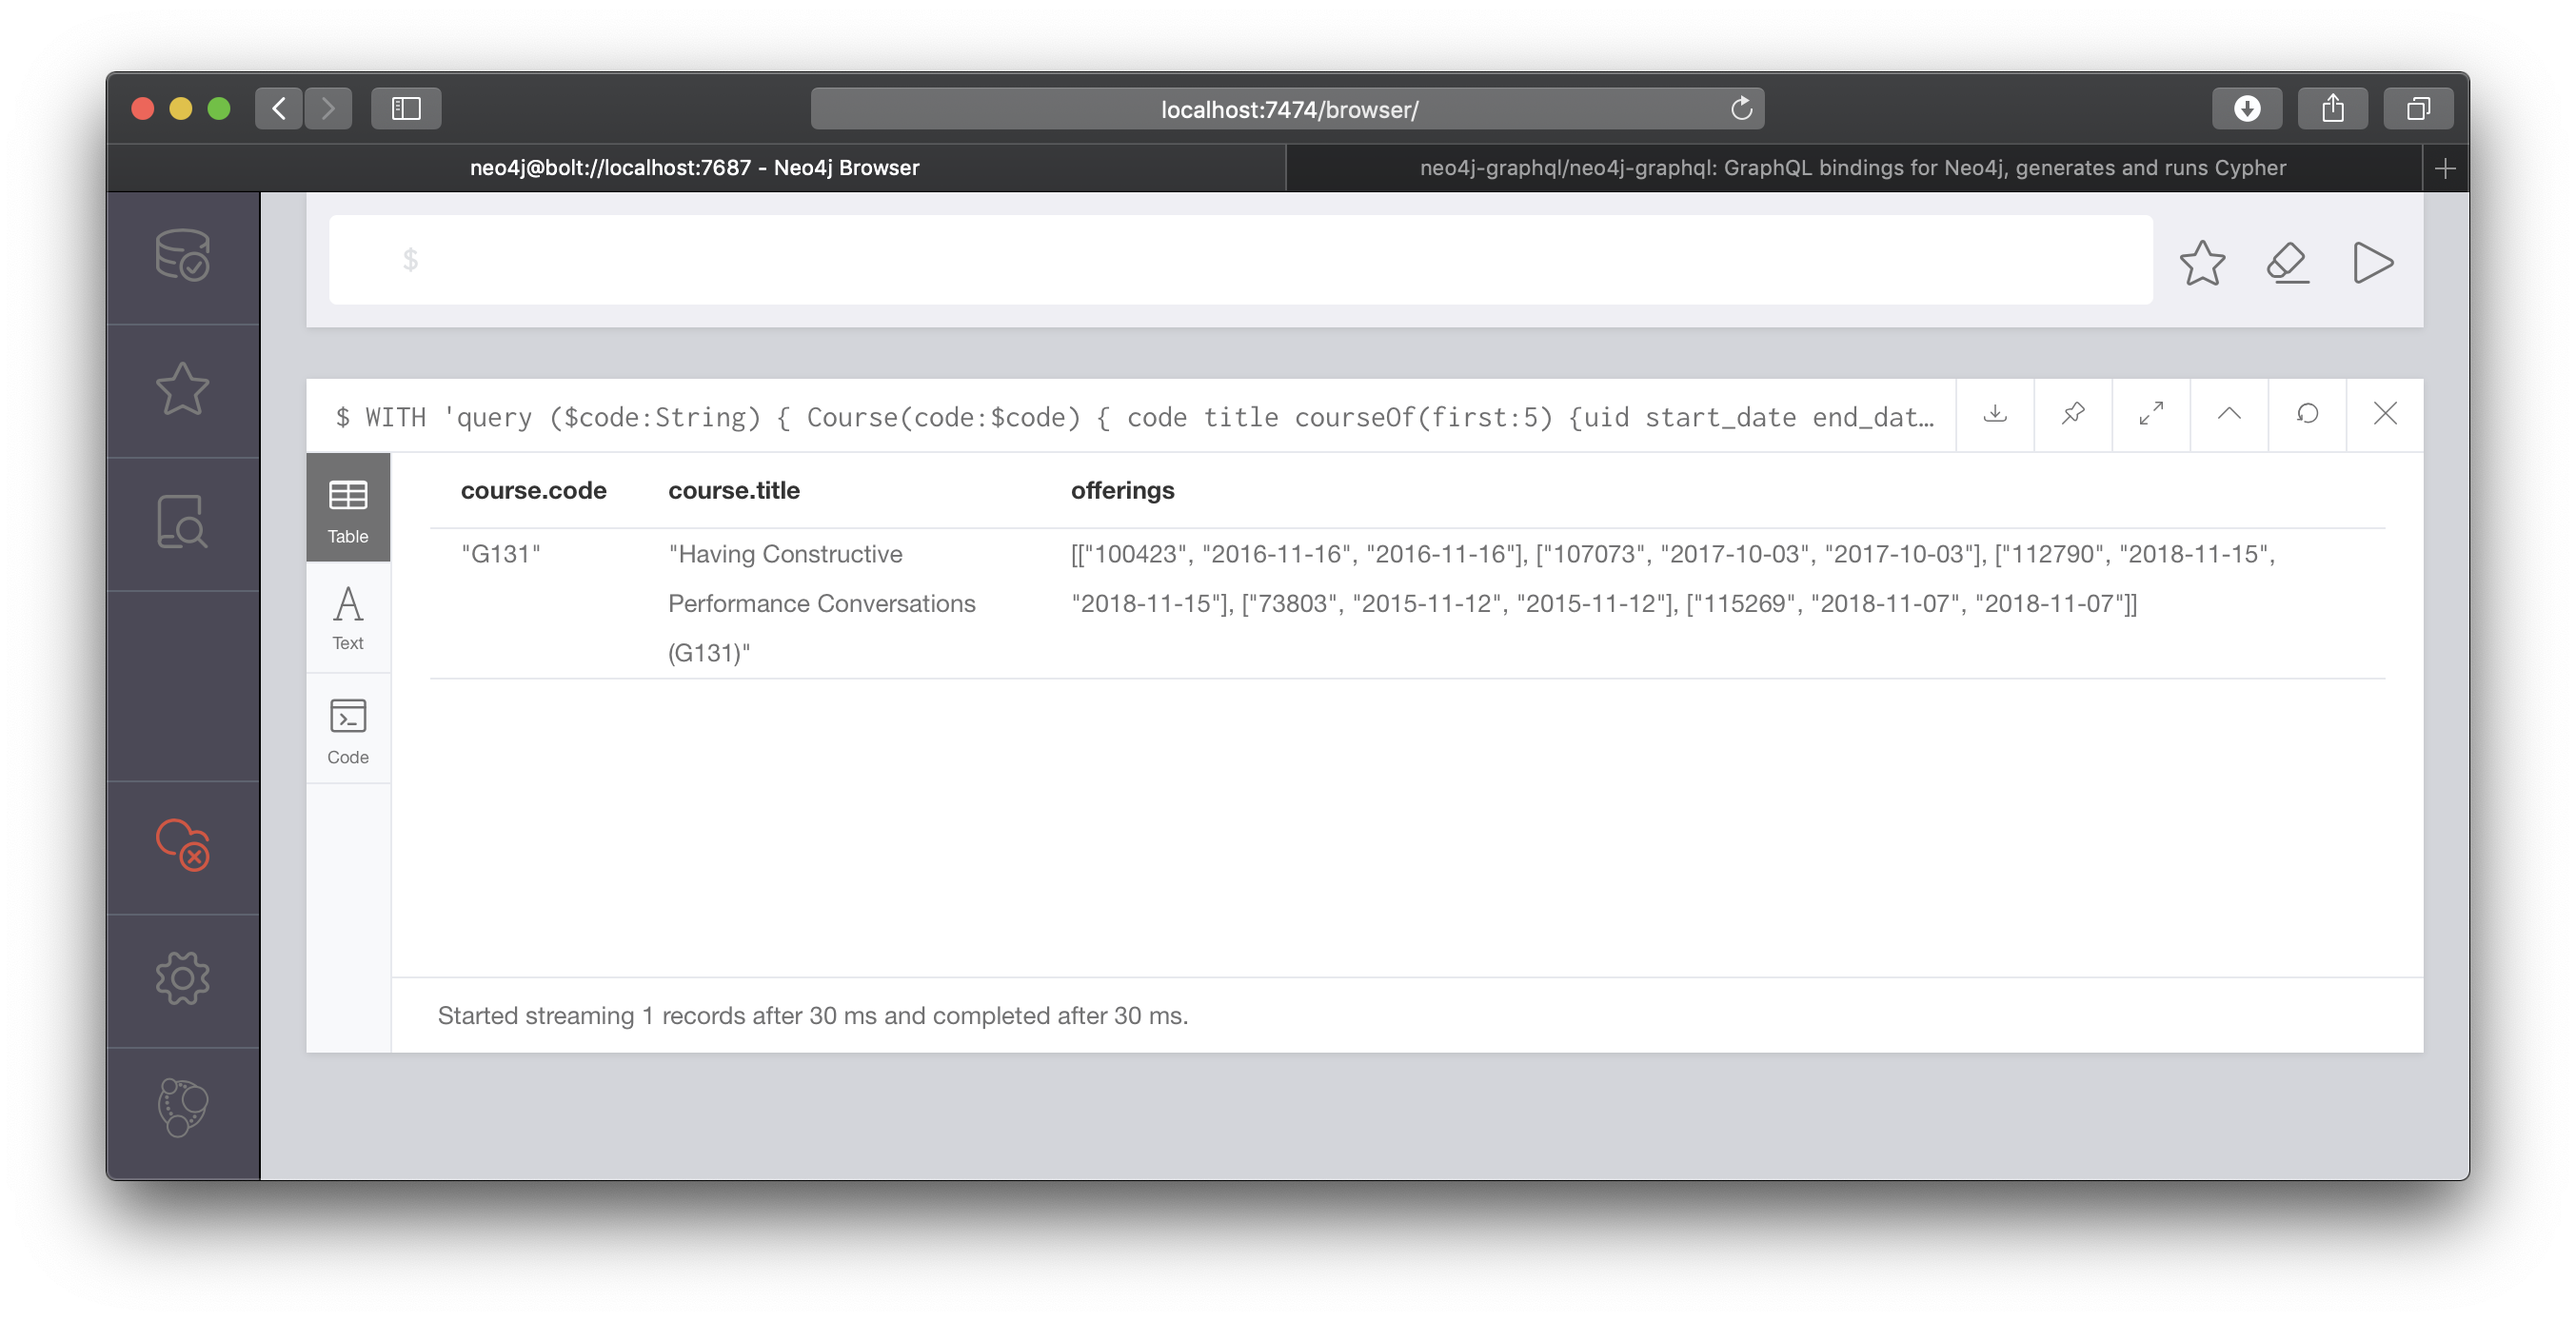 localhost:7474/browser/
neo4j@bolt://localhost:7687 - Neo4j Browser
neo4j-graphql/neo4j-graphql: GraphQL bindings for Neo4j, generates and runs Cypher
$
$ WITH 'query ($code:String) { Course(code:$code) { code title courseOf(first:5) {uid start_date end_dat…
Table
Text
Code
course.code course.title offerings
"G131" "Having Constructive [["100423", "2016-11-16", "2016-11-16"], ["107073", "2017-10-03", "2017-10-03"], ["112790", "2018-11-15",
Performance Conversations "2018-11-15"], ["73803", "2015-11-12", "2015-11-12"], ["115269", "2018-11-07", "2018-11-07"]]
(G131)"
Started streaming 1 records after 30 ms and completed after 30 ms.